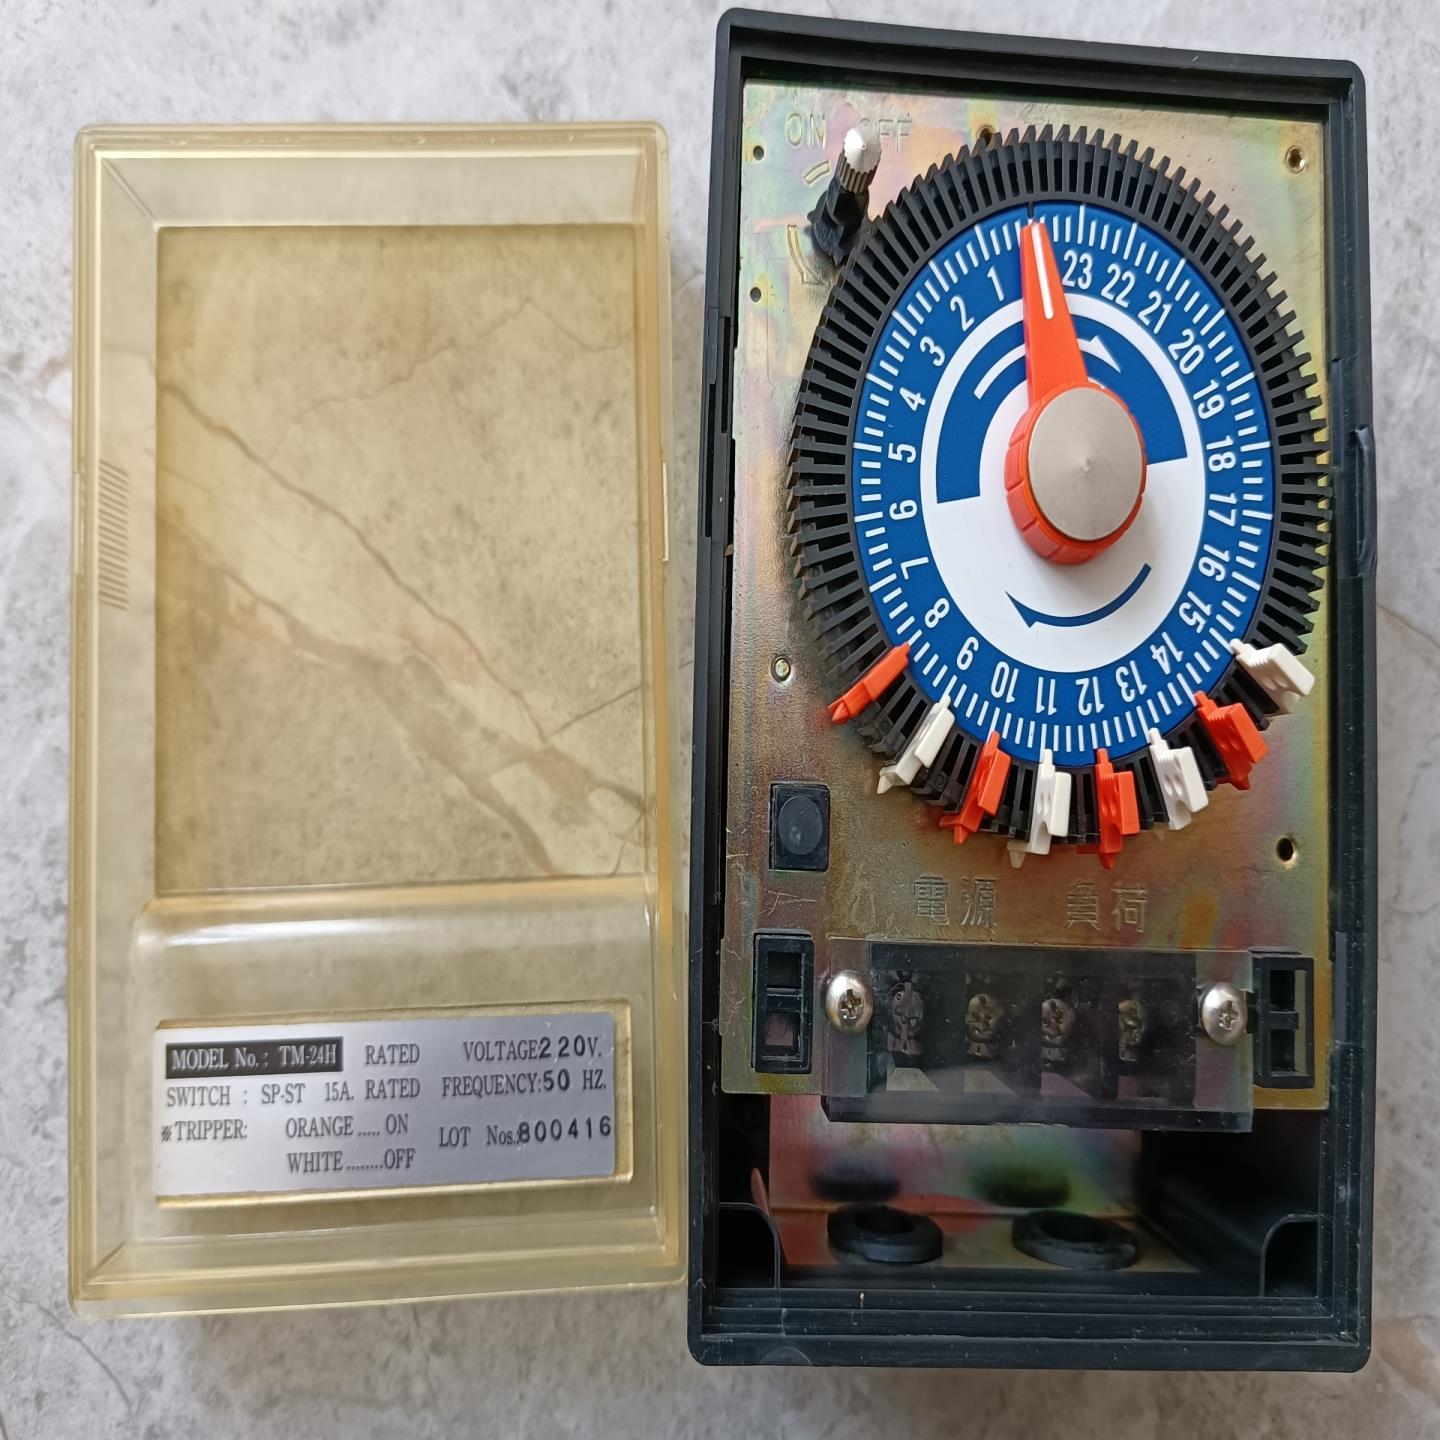 MODEL No.: TM-24H RATED VOLTAGE220V.
SWITCH : SP-ST 15A. RATED FREQUENCY:50 HZ.
※TRIPPER: ORANGE.....ON LOT Nos.:800416
WHITE........OFF
ON OFF
1 2 3 4 5 6 7 8 9 10 11 12 13 14 15 16 17 18 19 20 21 22 23
電源 負荷